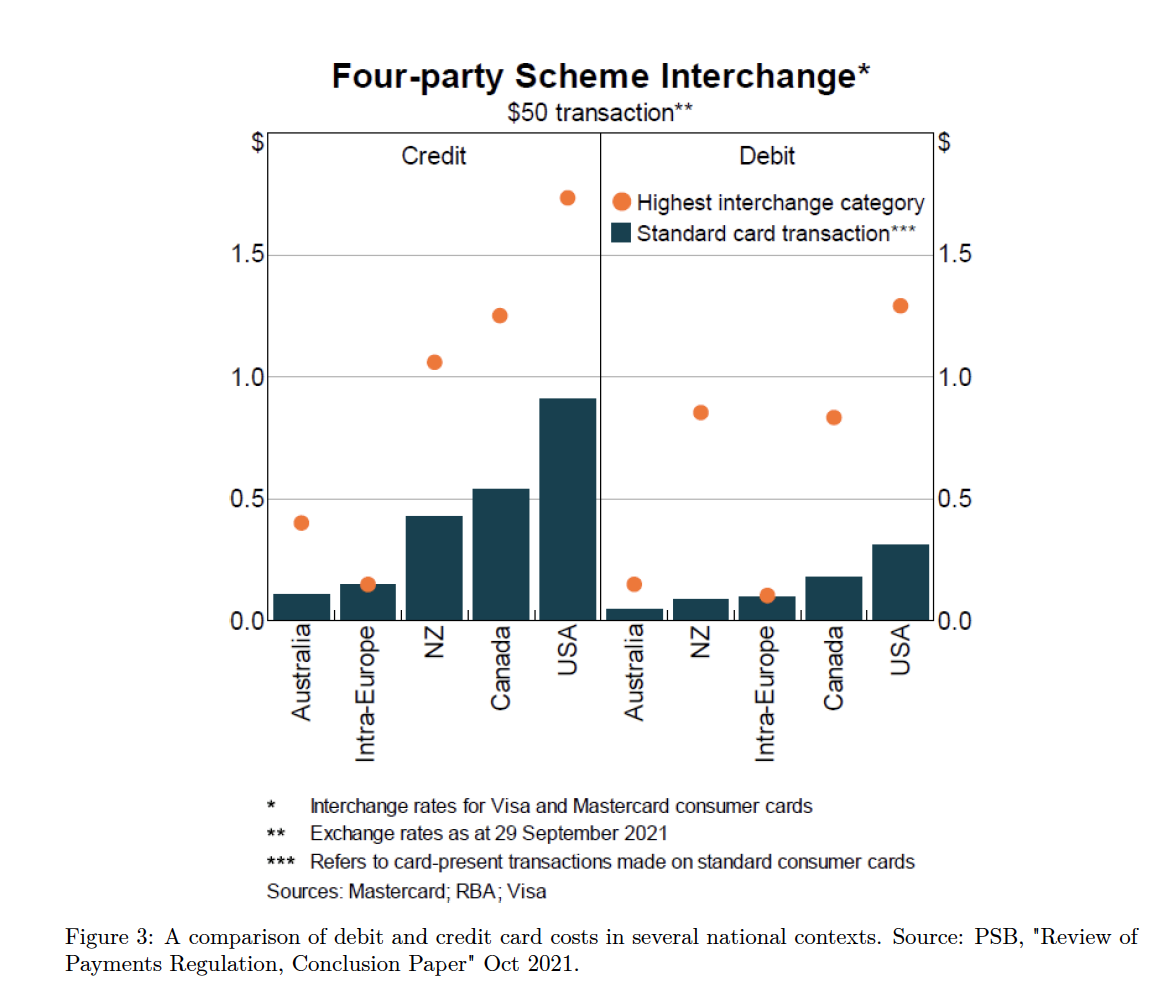 Four-party Scheme Interchange*
$50 transaction**
$ $
Credit Debit
Highest interchange category
Standard card transaction***
1.5 1.5
1.0 1.0
0.5 0.5
0.0 0.0
Australia Intra-Europe NZ Canada USA Australia NZ Intra-Europe Canada USA
* Interchange rates for Visa and Mastercard consumer cards
** Exchange rates as at 29 September 2021
*** Refers to card-present transactions made on standard consumer cards
Sources: Mastercard; RBA; Visa
Figure 3: A comparison of debit and credit card costs in several national contexts. Source: PSB, "Review of
Payments Regulation, Conclusion Paper" Oct 2021.